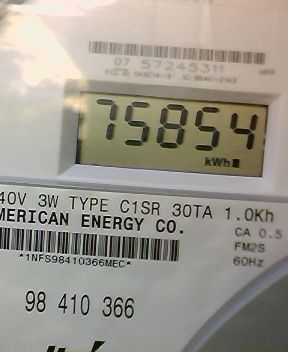 07 57245311
75854
kWh
40V 3W TYPE C1SR 30TA 1.0Kh
MERICAN ENERGY CO.
CA 0.5
FM2S
*1NFS98410366MEC*
60Hz
98 410 366